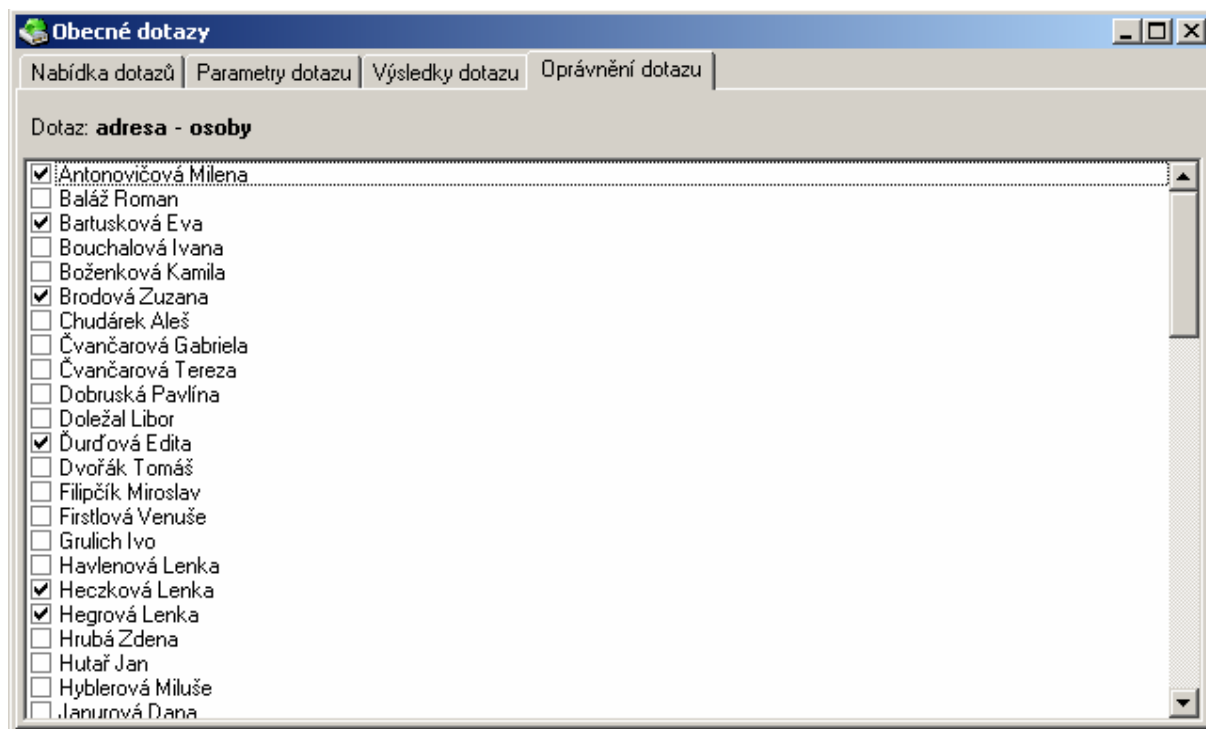 Obecné dotazy
Nabídka dotazů Parametry dotazu Výsledky dotazu Oprávnění dotazu
Dotaz: adresa - osoby
Antonovičová Milena
Baláž Roman
Bartusková Eva
Bouchalová Ivana
Boženková Kamila
Brodová Zuzana
Chudárek Aleš
Čvančarová Gabriela
Čvančarová Tereza
Dobruská Pavlína
Doležal Libor
Ďurďová Edita
Dvořák Tomáš
Filipčík Miroslav
Firstlová Venuše
Grulich Ivo
Havlenová Lenka
Heczková Lenka
Hegrová Lenka
Hrubá Zdena
Hutař Jan
Hyblerová Miluše
Janurová Dana